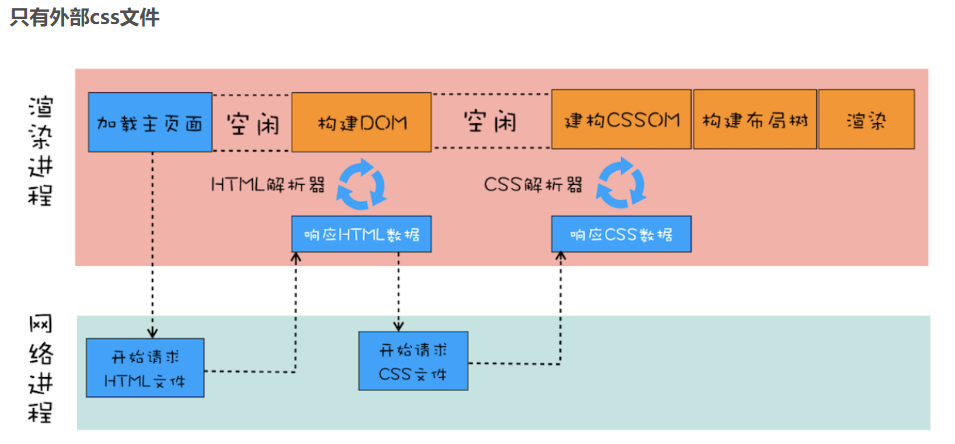 只有外部css文件
渲染进程
加载主页面
空闲
构建DOM
空闲
建构CSSOM
构建布局树
渲染
HTML解析器
CSS解析器
响应HTML数据
响应CSS数据
网络进程
开始请求
HTML文件
开始请求
CSS文件